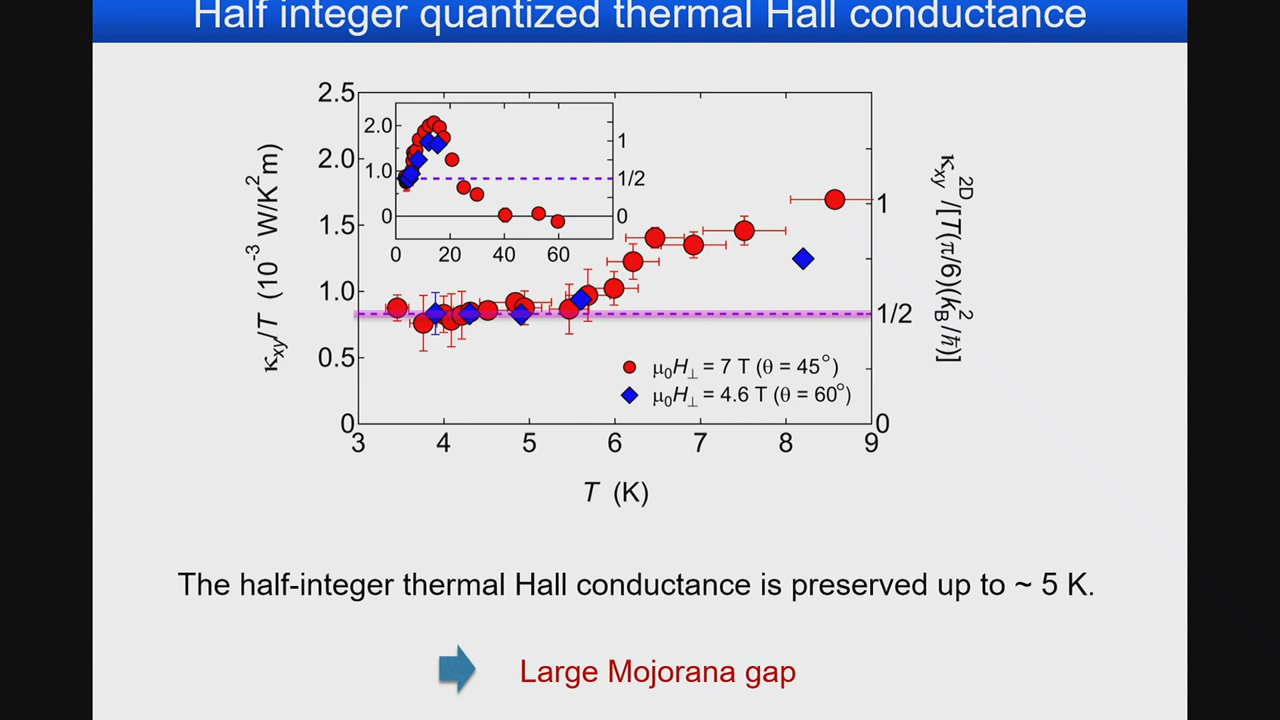 Half integer quantized thermal Hall conductance
2.5
2.0
1.5
1.0
0.5
0
κxy/T (10⁻³ W/K²m)
2.0
1.0
0
1
1/2
0
0 20 40 60
1
1/2
0
κxy²ᴰ/[T(π/6)(kB²/ℏ)]
μ₀H⊥ = 7 T (θ = 45°)
μ₀H⊥ = 4.6 T (θ = 60°)
3 4 5 6 7 8 9
T (K)
The half-integer thermal Hall conductance is preserved up to ~ 5 K.
Large Mojorana gap